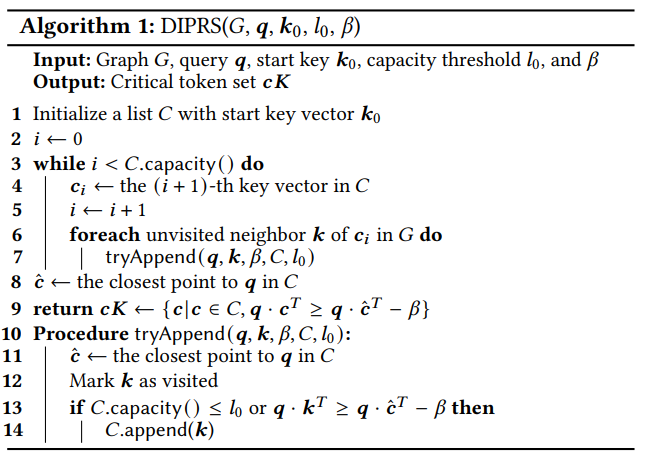 Algorithm 1: DIPRS(G, q, k₀, l₀, β)
Input: Graph G, query q, start key k₀, capacity threshold l₀, and β
Output: Critical token set cK
1 Initialize a list C with start key vector k₀
2 i ← 0
3 while i < C.capacity() do
4 cᵢ ← the (i + 1)-th key vector in C
5 i ← i + 1
6 foreach unvisited neighbor k of cᵢ in G do
7 tryAppend(q, k, β, C, l₀)
8 ĉ ← the closest point to q in C
9 return cK ← {c|c ∈ C, q · cᵀ ≥ q · ĉᵀ − β}
10 Procedure tryAppend(q, k, β, C, l₀):
11 ĉ ← the closest point to q in C
12 Mark k as visited
13 if C.capacity() ≤ l₀ or q · kᵀ ≥ q · ĉᵀ − β then
14 C.append(k)